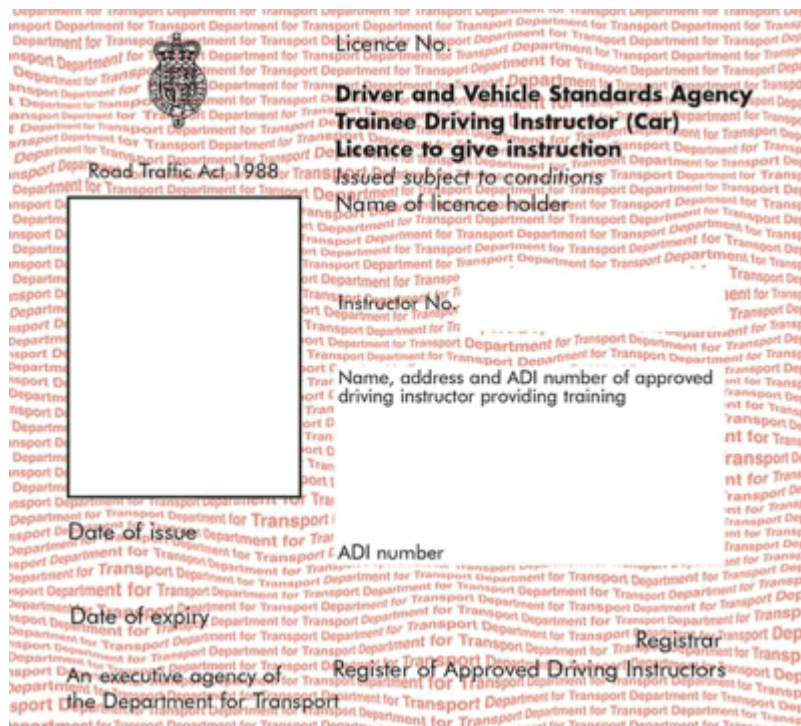 Licence No.
Driver and Vehicle Standards Agency
Trainee Driving Instructor (Car)
Licence to give instruction
Road Traffic Act 1988
Issued subject to conditions
Name of licence holder
Instructor No.
Name, address and ADI number of approved
driving instructor providing training
Date of issue
ADI number
Date of expiry
Registrar
An executive agency of
the Department for Transport
Register of Approved Driving Instructors
Department for Transport